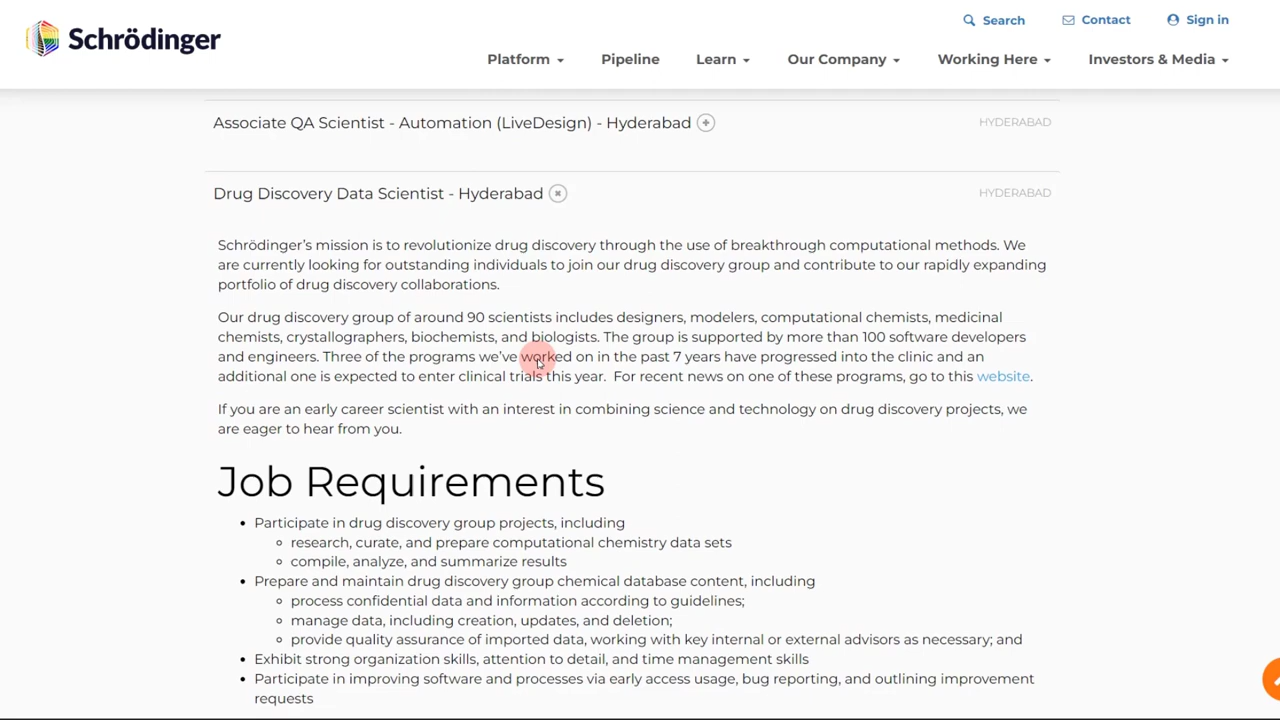 Search Contact Sign in
Schrödinger
Platform Pipeline Learn Our Company Working Here Investors & Media
Associate QA Scientist - Automation (LiveDesign) - Hyderabad HYDERABAD
Drug Discovery Data Scientist - Hyderabad HYDERABAD
Schrödinger’s mission is to revolutionize drug discovery through the use of breakthrough computational methods. We
are currently looking for outstanding individuals to join our drug discovery group and contribute to our rapidly expanding
portfolio of drug discovery collaborations.
Our drug discovery group of around 90 scientists includes designers, modelers, computational chemists, medicinal
chemists, crystallographers, biochemists, and biologists. The group is supported by more than 100 software developers
and engineers. Three of the programs we’ve worked on in the past 7 years have progressed into the clinic and an
additional one is expected to enter clinical trials this year. For recent news on one of these programs, go to this website.
If you are an early career scientist with an interest in combining science and technology on drug discovery projects, we
are eager to hear from you.
Job Requirements
• Participate in drug discovery group projects, including
◦ research, curate, and prepare computational chemistry data sets
◦ compile, analyze, and summarize results
• Prepare and maintain drug discovery group chemical database content, including
◦ process confidential data and information according to guidelines;
◦ manage data, including creation, updates, and deletion;
◦ provide quality assurance of imported data, working with key internal or external advisors as necessary; and
• Exhibit strong organization skills, attention to detail, and time management skills
• Participate in improving software and processes via early access usage, bug reporting, and outlining improvement
requests